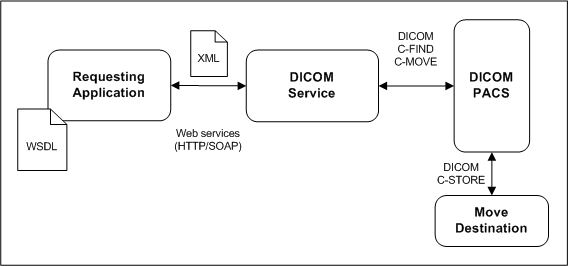 XML
DICOM
C-FIND
C-MOVE
Requesting
Application
DICOM
Service
DICOM
PACS
WSDL
Web services
(HTTP/SOAP)
DICOM
C-STORE
Move
Destination